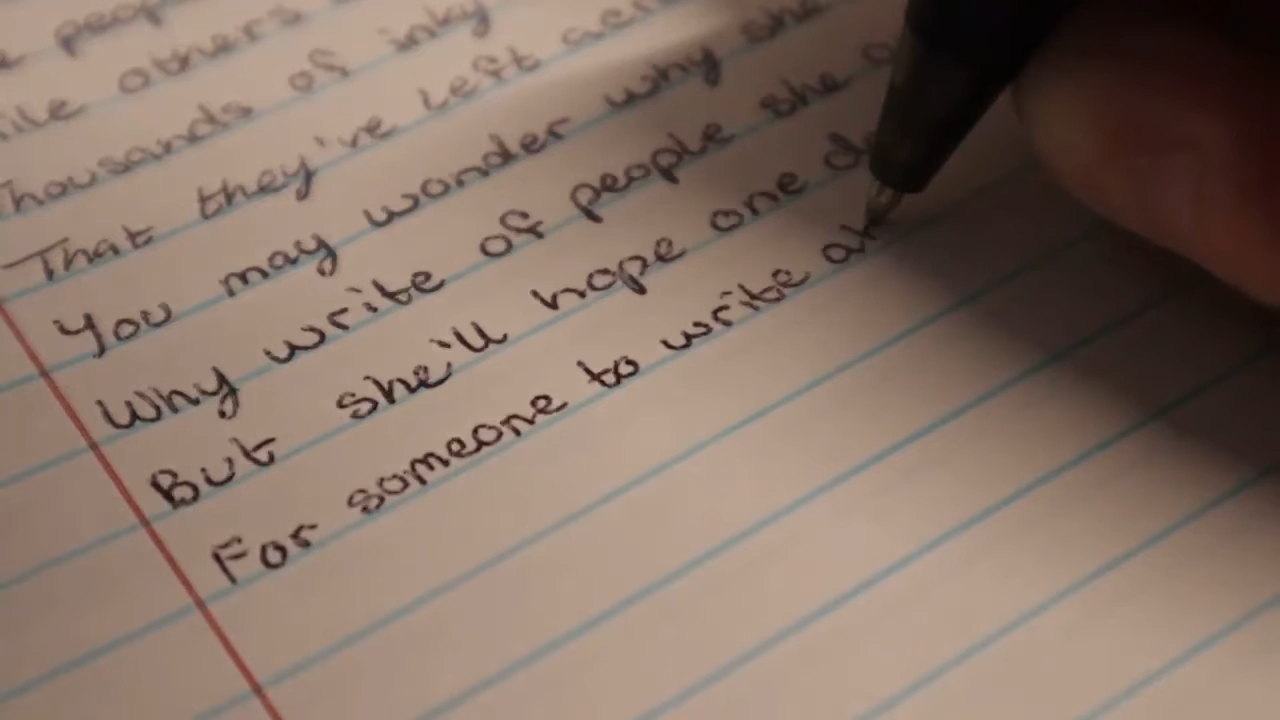 people
others
Thousands of inky
That they've left
You may wonder why she
Why write of people she
But she'll hope one
For someone to write